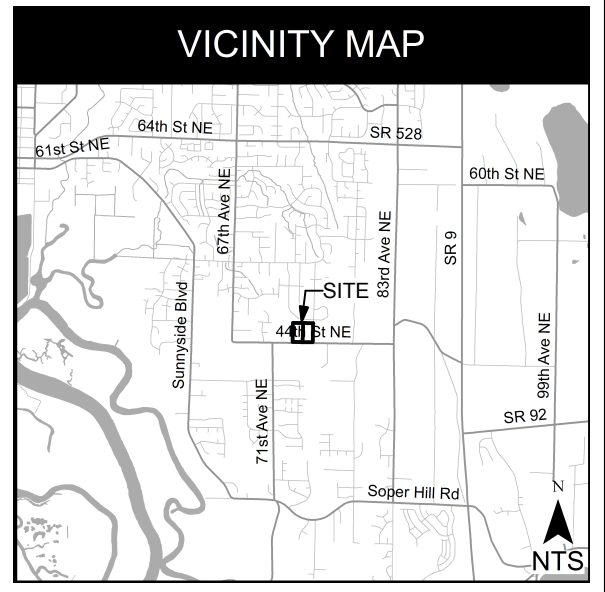 VICINITY MAP
64th St NE
SR 528
61st St NE
60th St NE
67th Ave NE
83rd Ave NE
SR 9
SITE
44th St NE
Sunnyside Blvd
99th Ave NE
71st Ave NE
SR 92
Soper Hill Rd
N
NTS